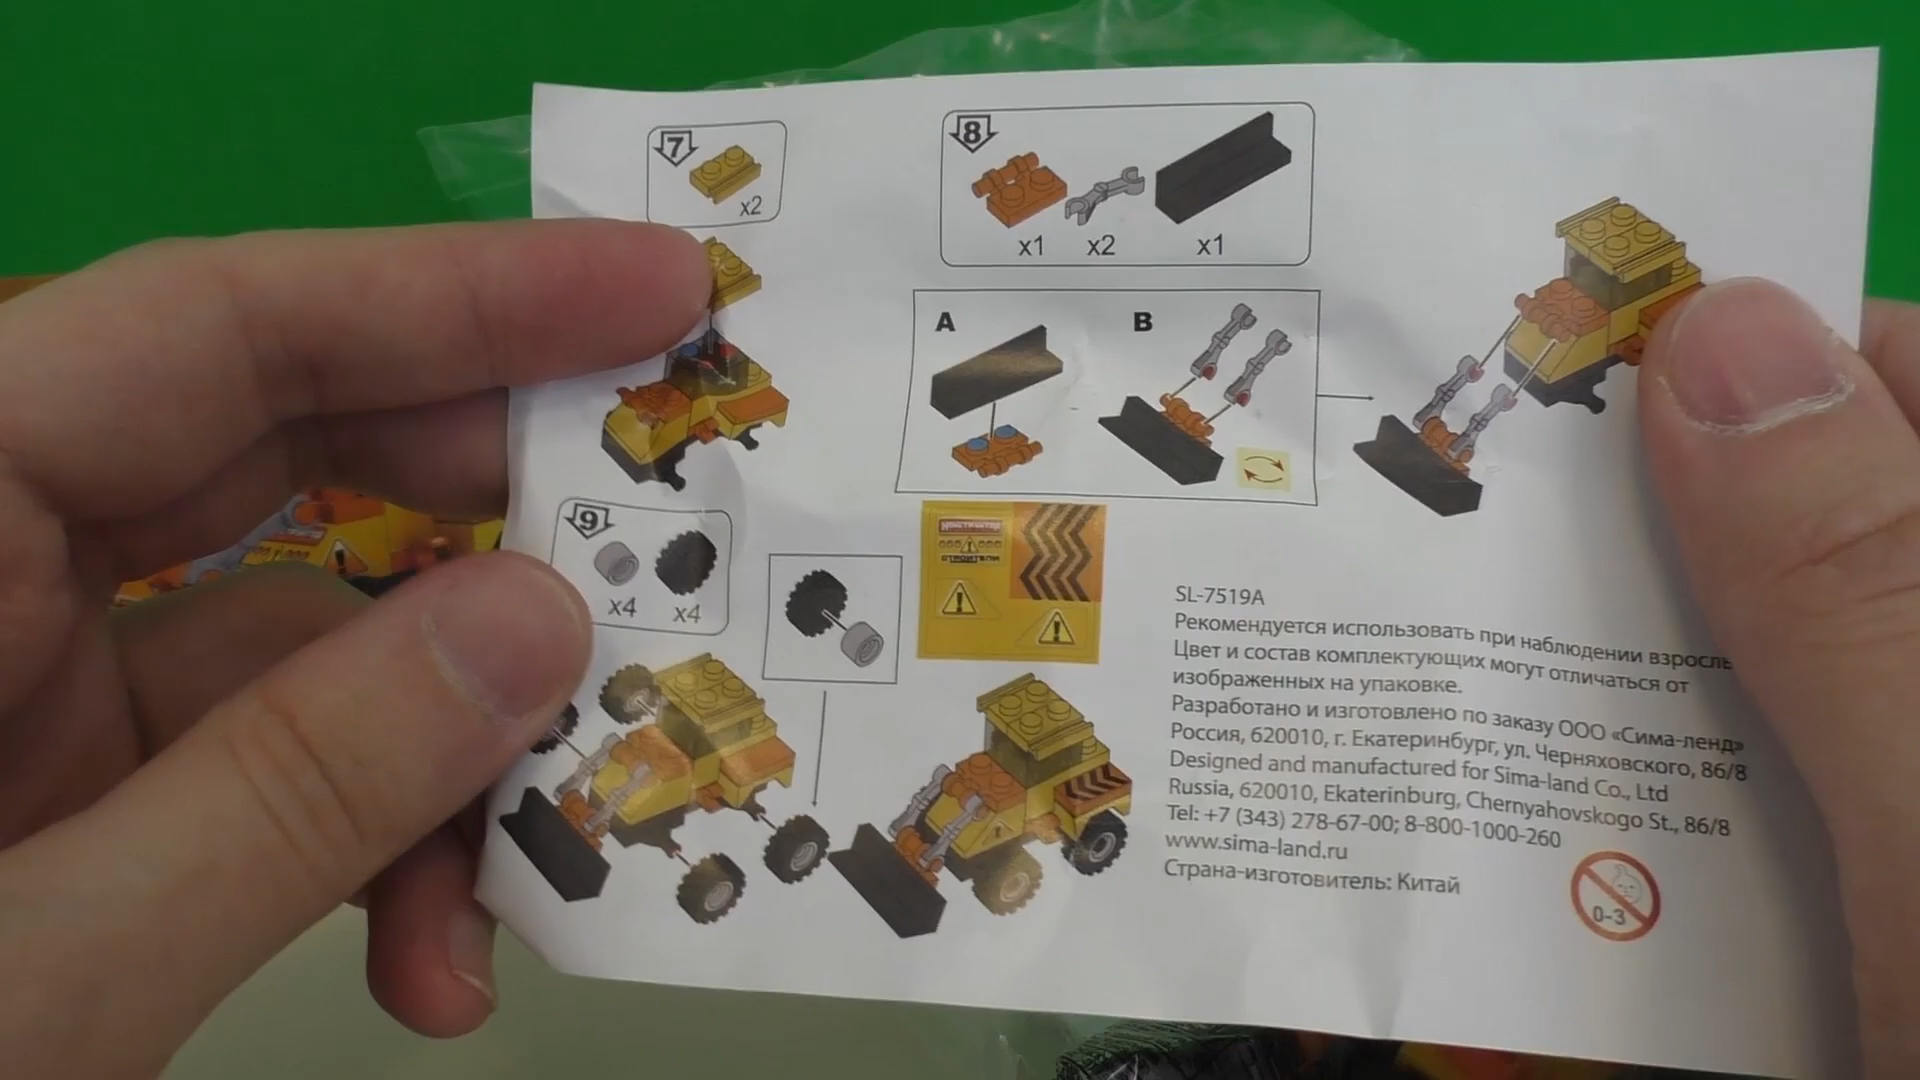 7
x2
8
x1 x2 x1
A B
9
x4 x4
КОНСТРУКТОР
СТРОИТЕЛИ
SL-7519A
Рекомендуется использовать при наблюдении
Цвет и состав комплектующих могут отличаться от
изображенных на упаковке.
Разработано и изготовлено по заказу ООО «Сима-ленд»
Россия, 620010, г. Екатеринбург, ул. Черняховского, 86/8
Designed and manufactured for Sima-land Co., Ltd
Russia, 620010, Ekaterinburg, Chernyahovskogo St., 86/8
Tel: +7 (343) 278-67-00; 8-800-1000-260
www.sima-land.ru
Страна-изготовитель: Китай
0-3